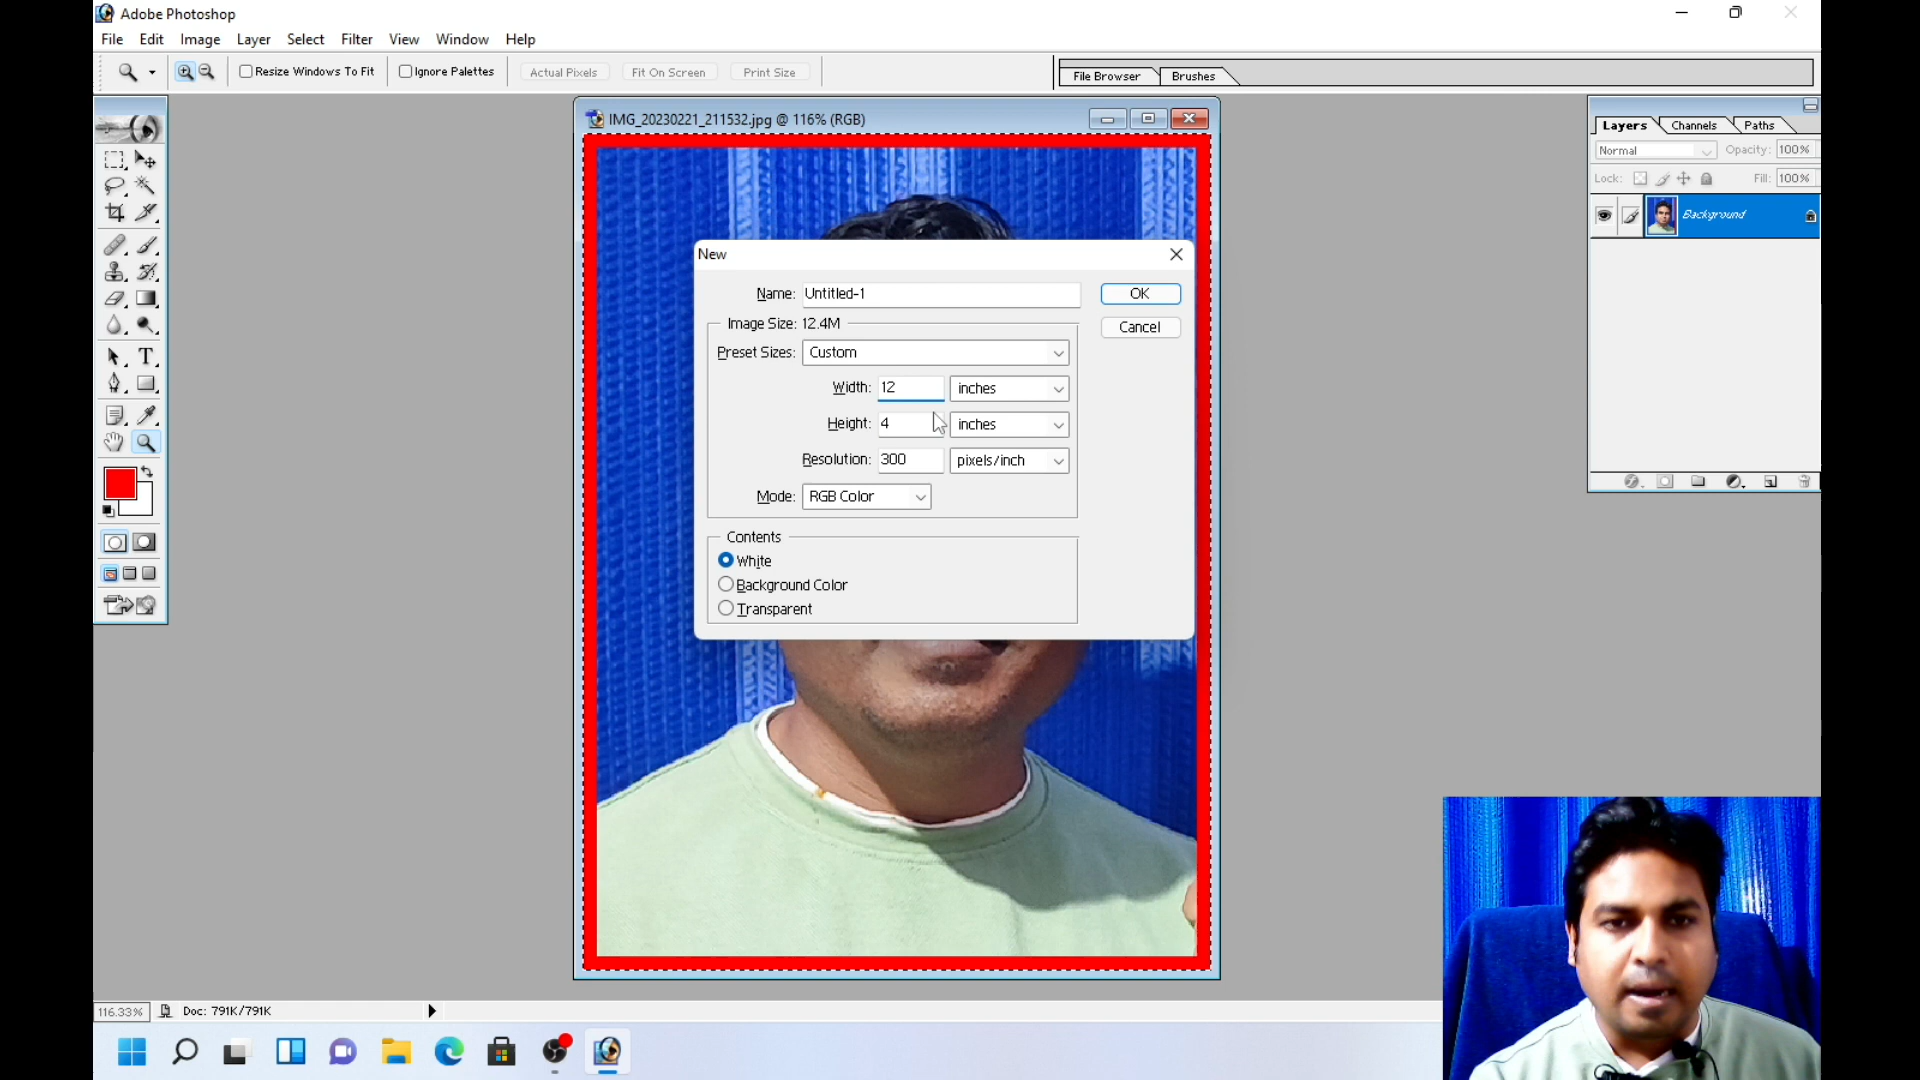 Adobe Photoshop
File Edit Image Layer Select Filter View Window Help
Resize Windows To Fit Ignore Palettes Actual Pixels Fit On Screen Print Size File Browser Brushes
IMG_20230221_211532.jpg @ 116% (RGB)
Layers Channels Paths
Normal Opacity: 100%
Lock: Fill: 100%
Background
New
Name: Untitled-1 OK
Image Size: 12.4M Cancel
Preset Sizes: Custom
Width: 12 inches
Height: 4 inches
Resolution: 300 pixels/inch
Mode: RGB Color
Contents
White
Background Color
Transparent
116.33% Doc: 791K/791K